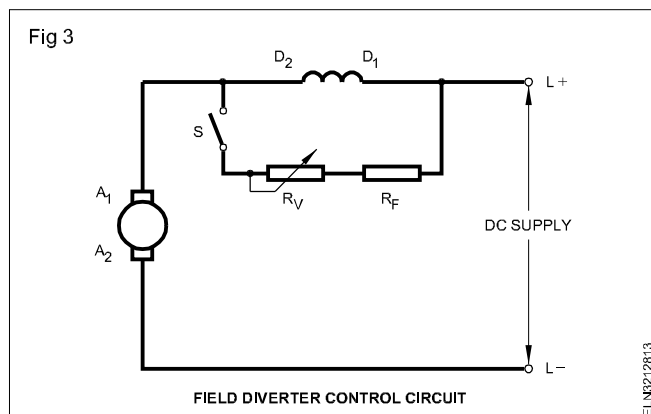 Fig 3
D2 D1
L+
S
RV RF
A1
DC SUPPLY
A2
L–
FIELD DIVERTER CONTROL CIRCUIT
ELN3212813